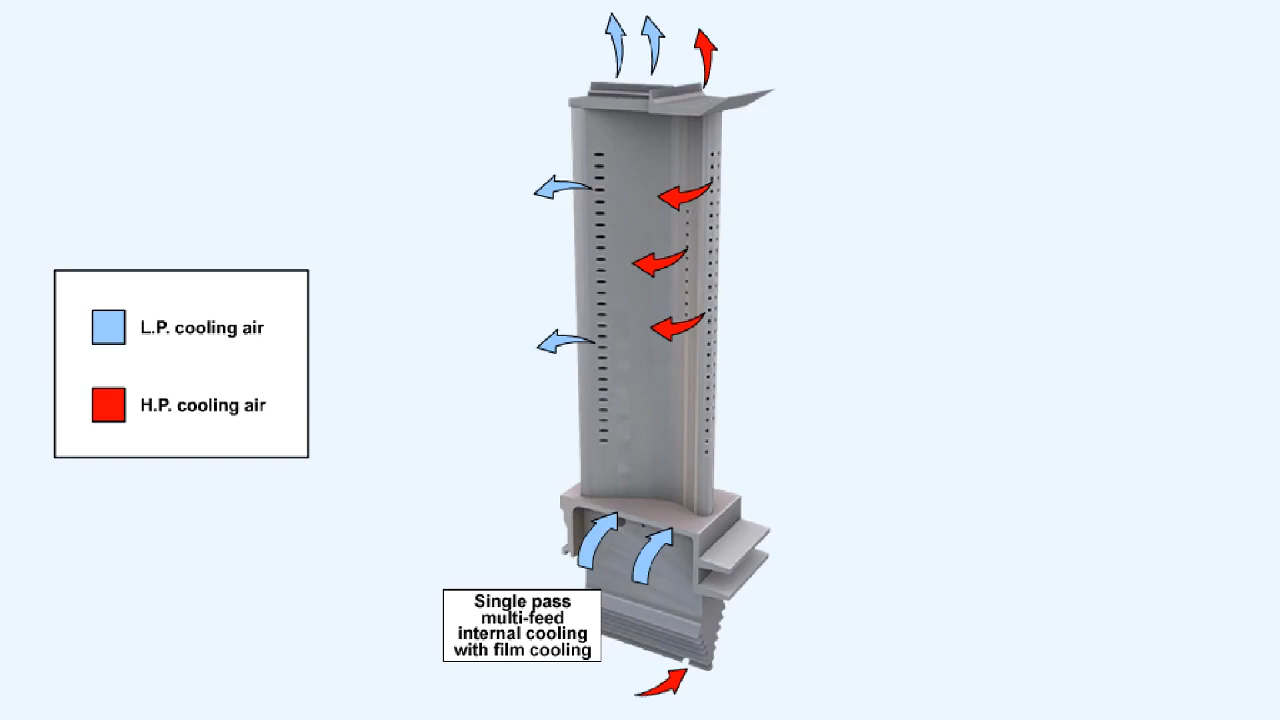 L.P. cooling air
H.P. cooling air
Single pass
multi-feed
internal cooling
with film cooling